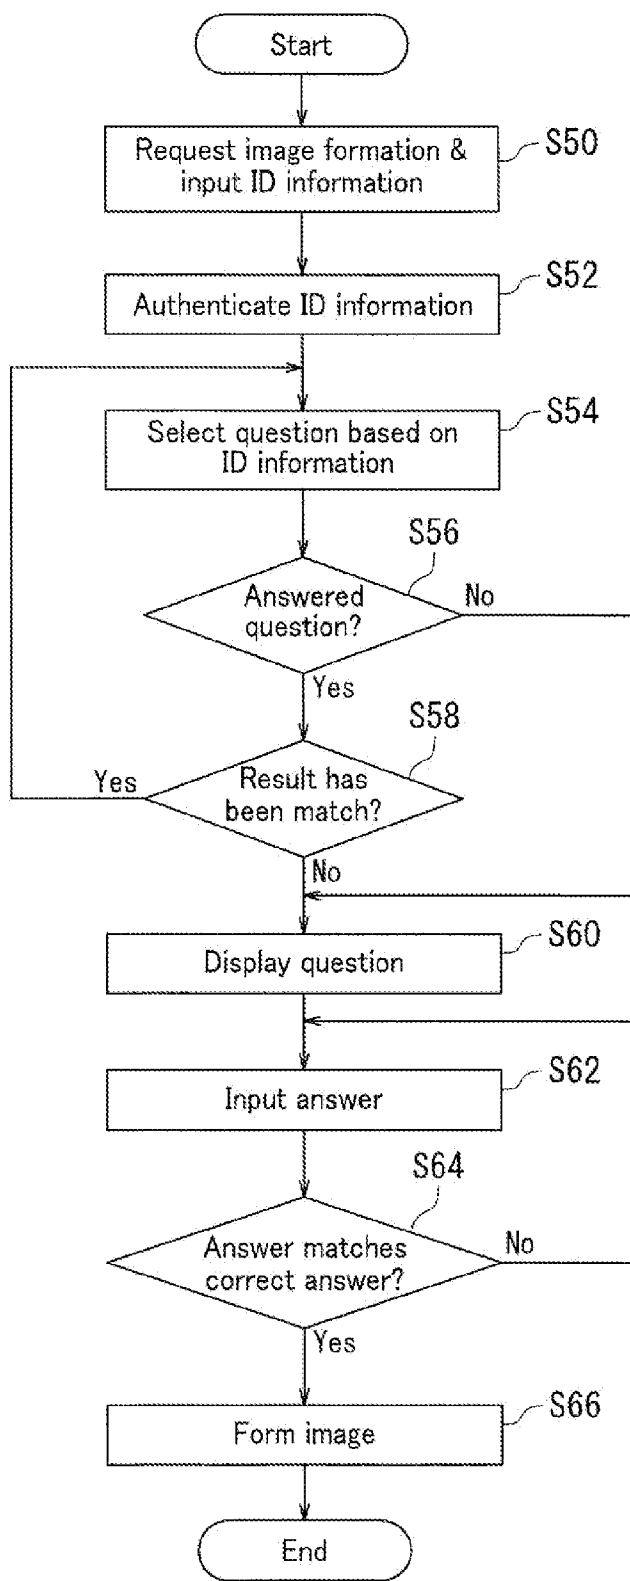 Start
Request image formation &
input ID information
S50
Authenticate ID information
S52
Select question based on
ID information
S54
Answered
question?
S56
No
Yes
Result has
been match?
S58
Yes
No
Display question
S60
Input answer
S62
Answer matches
correct answer?
S64
No
Yes
Form image
S66
End